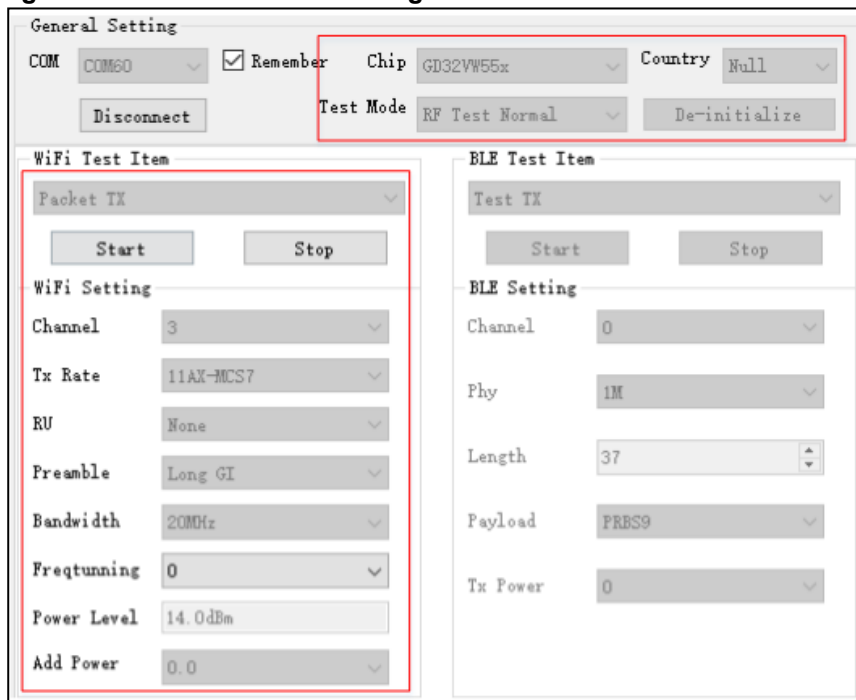 General Setting
COM COM60 Remember Chip GD32VW55x Country Null
Disconnect Test Mode RF Test Normal De-initialize
WiFi Test Item
Packet TX
Start Stop
WiFi Setting
Channel 3
Tx Rate 11AX-MCS7
RU None
Preamble Long GI
Bandwidth 20MHz
Freqtunning 0
Power Level 14.0dBm
Add Power 0.0
BLE Test Item
Test TX
Start Stop
BLE Setting
Channel 0
Phy 1M
Length 37
Payload PRBS9
Tx Power 0